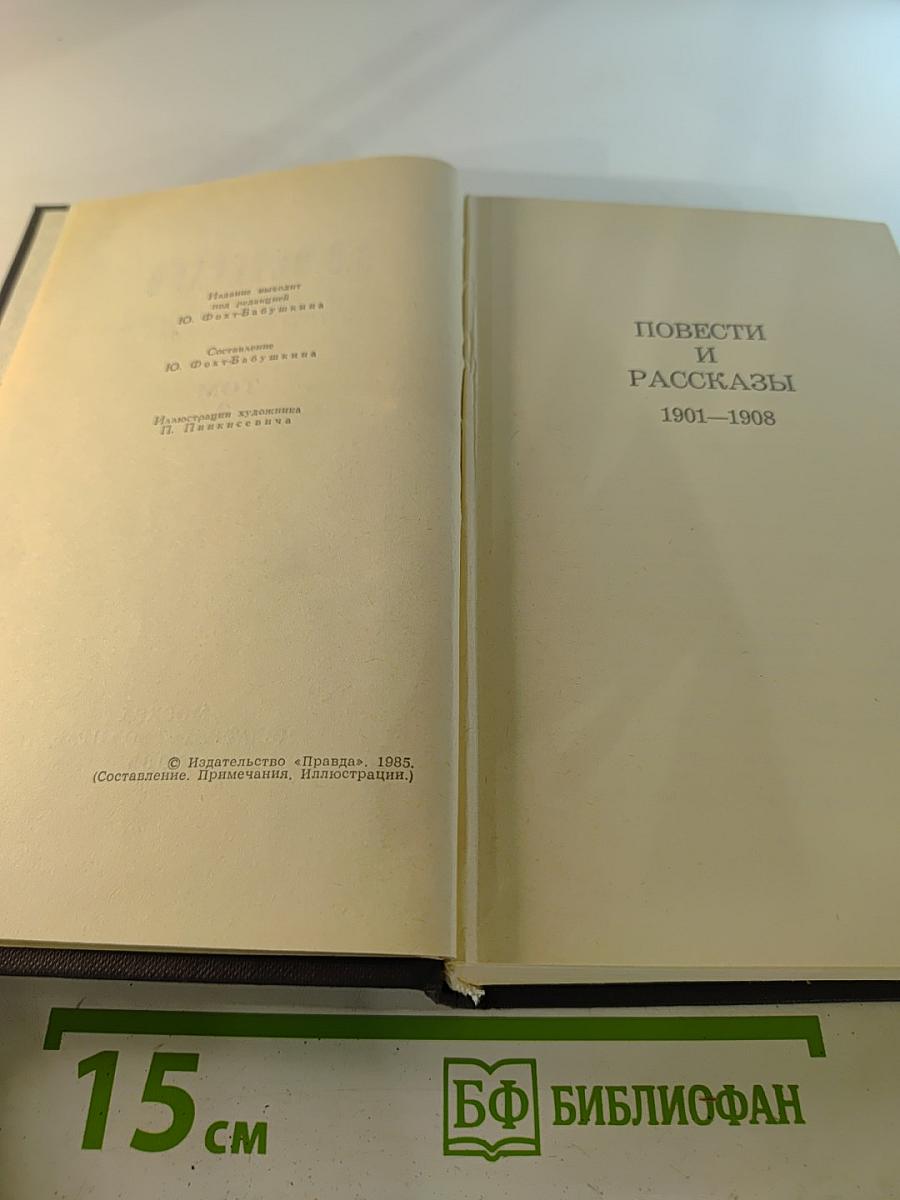 Издание выходит
под редакцией
Ю. Фохт-Бабушкина
Составление
Ю. Фохт-Бабушкина
Иллюстрации художника
П. Пинкисевича
© Издательство «Правда». 1985.
(Составление. Примечания. Иллюстрации.)
ПОВЕСТИ
И
РАССКАЗЫ
1901—1908
15 см
БФ БИБЛИОФАН